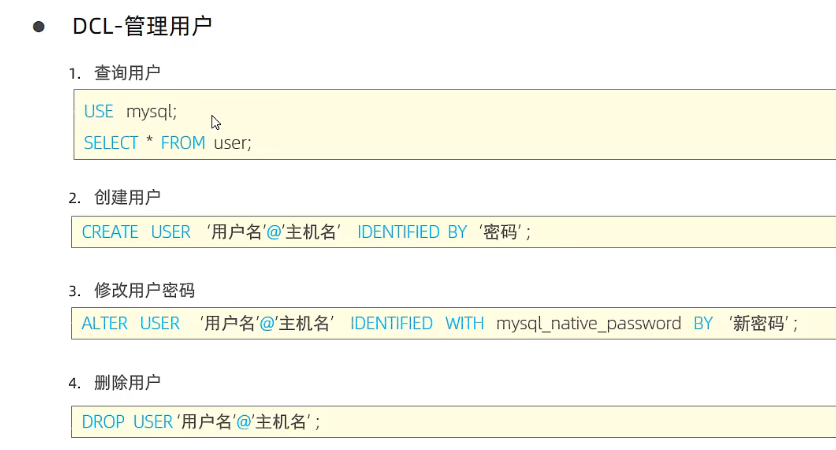 ● DCL-管理用户
1. 查询用户
USE mysql;
SELECT * FROM user;
2. 创建用户
CREATE USER ‘用户名’@’主机名’ IDENTIFIED BY ‘密码’ ;
3. 修改用户密码
ALTER USER ‘用户名’@’主机名’ IDENTIFIED WITH mysql_native_password BY ‘新密码’ ;
4. 删除用户
DROP USER ‘用户名’@’主机名’ ;